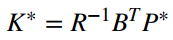 K* = R⁻¹BᵀP*